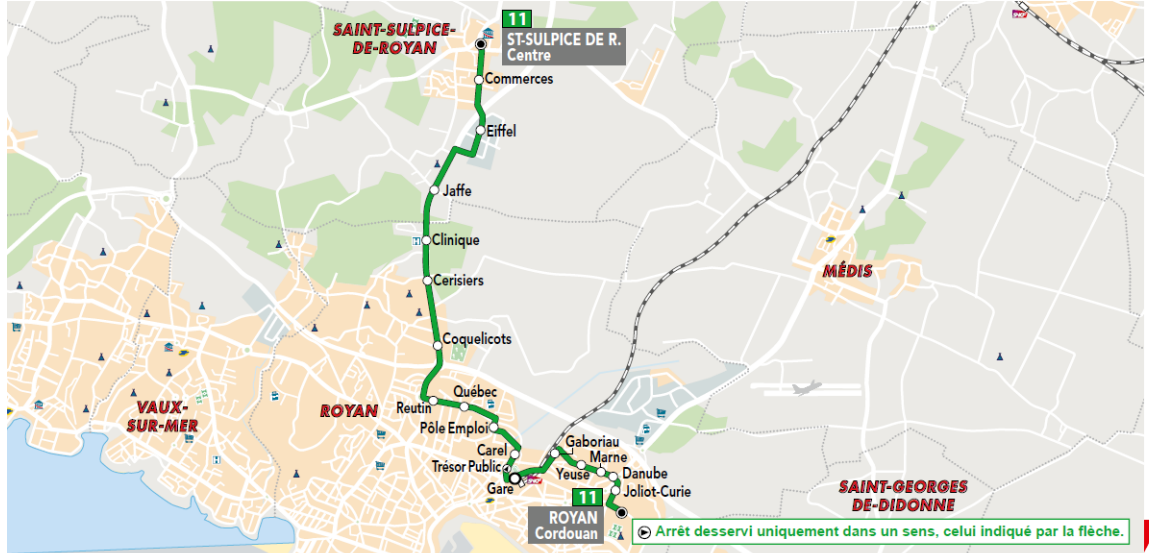 11
ST-SULPICE DE R.
Centre
SAINT-SULPICE-
DE-ROYAN
Commerces
Eiffel
Jaffe
Clinique
Cerisiers
Coquelicots
MÉDIS
VAUX-
SUR-MER
ROYAN
Reutin
Québec
Pôle Emploi
Carel
Trésor Public
Gare
Gaboriau
Marne
Yeuse
Danube
Joliot-Curie
11
ROYAN
Cordouan
SAINT-GEORGES
DE-DIDONNE
Arrêt desservi uniquement dans un sens, celui indiqué par la flèche.